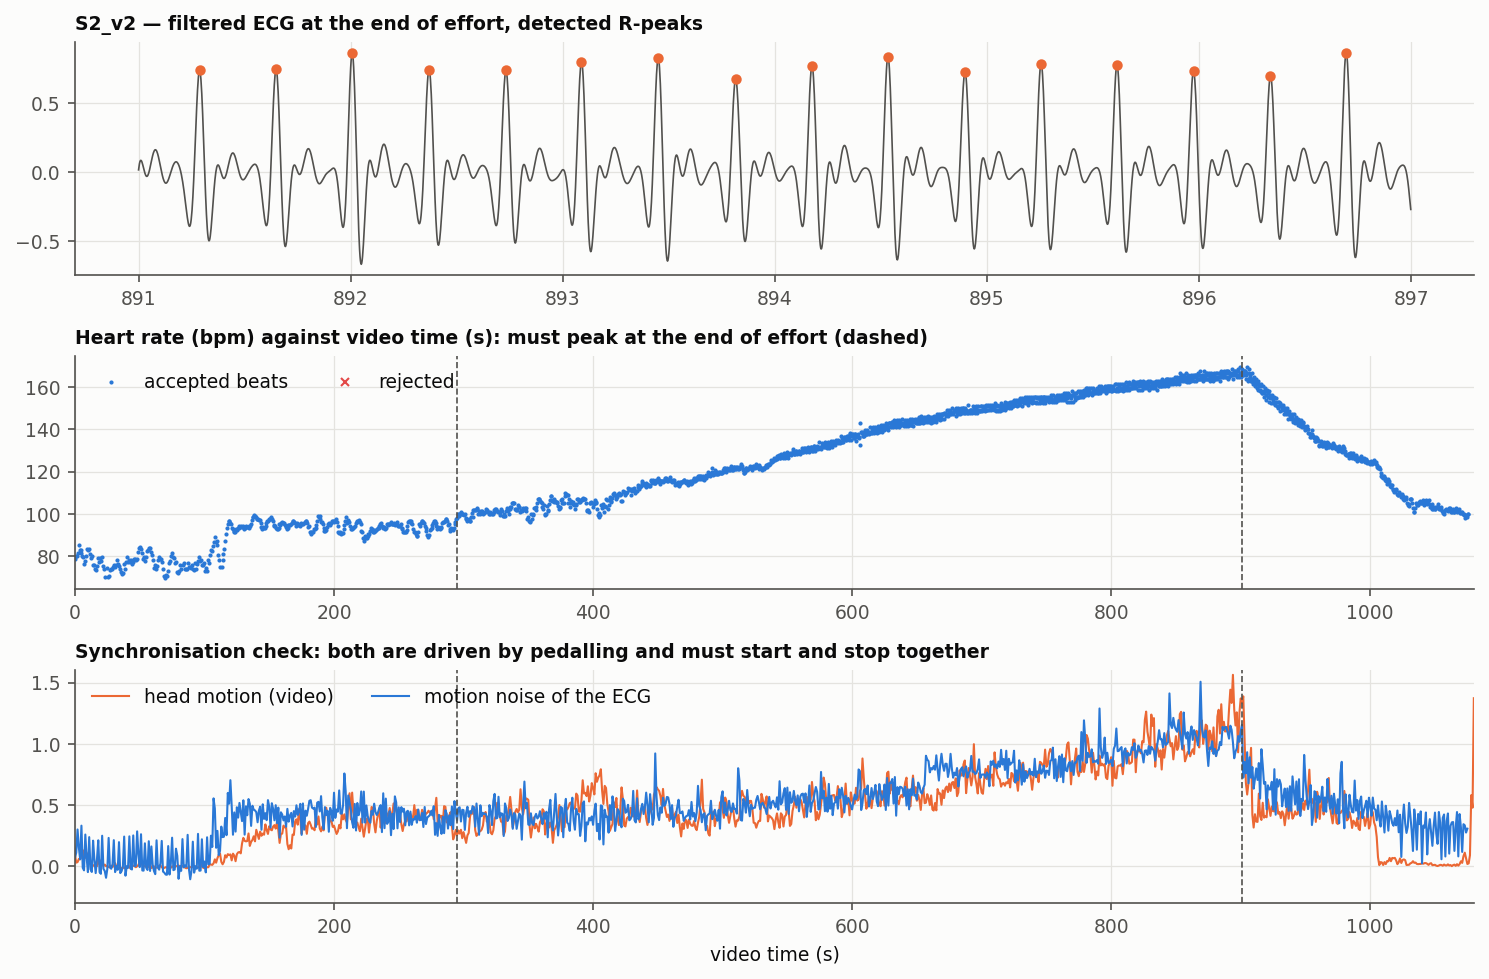 S2_v2 — filtered ECG at the end of effort, detected R-peaks
0.5
0.0
−0.5
891 892 893 894 895 896 897
Heart rate (bpm) against video time (s): must peak at the end of effort (dashed)
accepted beats rejected
160
140
120
100
80
0 200 400 600 800 1000
Synchronisation check: both are driven by pedalling and must start and stop together
head motion (video) motion noise of the ECG
1.5
1.0
0.5
0.0
0 200 400 600 800 1000
video time (s)